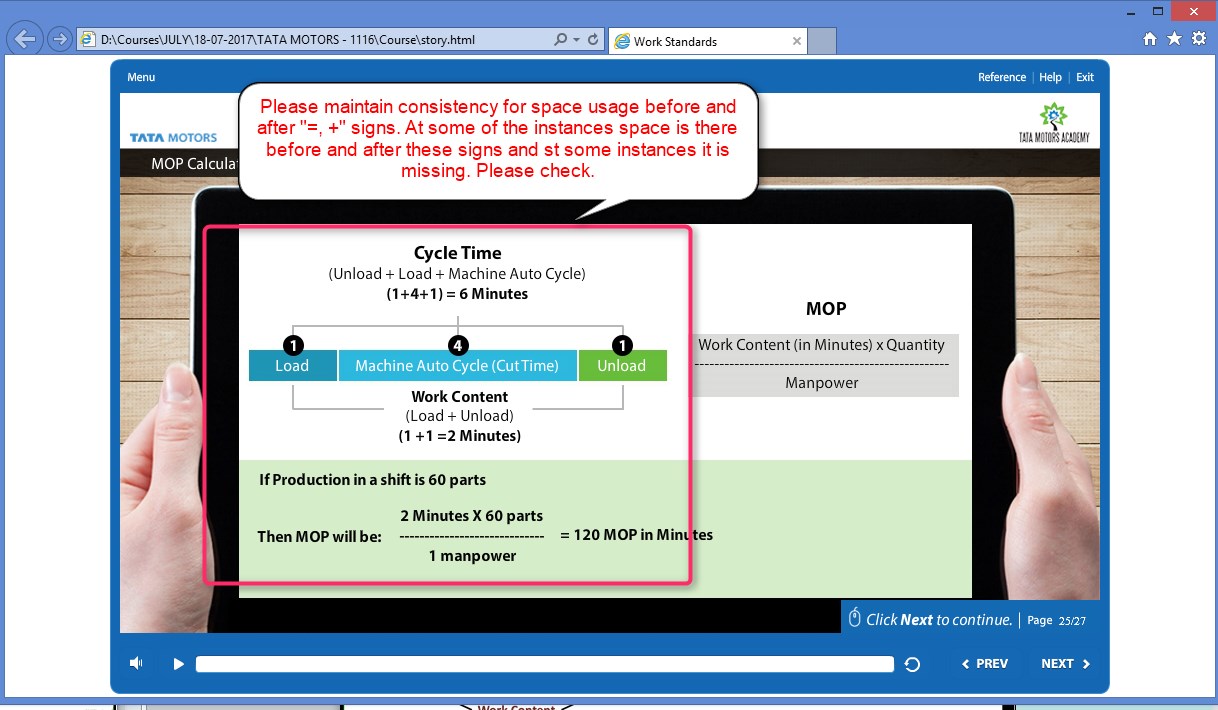 D:\Courses\JULY\18-07-2017\TATA MOTORS - 1116\Course\story.html
Work Standards
Menu
Reference | Help | Exit
Please maintain consistency for space usage before and
after "=, +" signs. At some of the instances space is there
before and after these signs and st some instances it is
missing. Please check.
TATA MOTORS
TATA MOTORS ACADEMY
MOP Calcula
Cycle Time
(Unload + Load + Machine Auto Cycle)
(1+4+1) = 6 Minutes
1 4 1
Load Machine Auto Cycle (Cut Time) Unload
Work Content
(Load + Unload)
(1 +1 =2 Minutes)
MOP
Work Content (in Minutes) x Quantity
Manpower
If Production in a shift is 60 parts
2 Minutes X 60 parts
Then MOP will be: ----------------------------- = 120 MOP in Minutes
1 manpower
Click Next to continue. | Page 25/27
PREV NEXT
Work Content